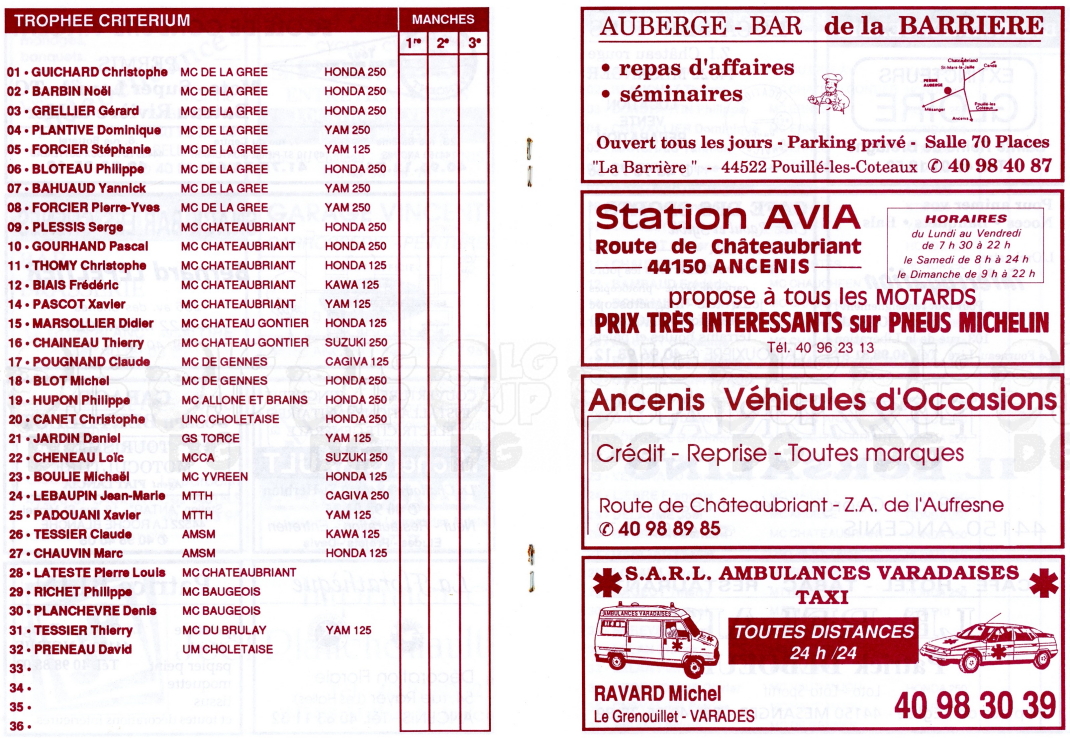 TROPHEE CRITERIUM
MANCHES
1re 2e 3e
01 • GUICHARD Christophe MC DE LA GREE HONDA 250
02 • BARBIN Noël MC DE LA GREE HONDA 250
03 • GRELLIER Gérard MC DE LA GREE HONDA 250
04 • PLANTIVE Dominique MC DE LA GREE YAM 250
05 • FORCIER Stéphanie MC DE LA GREE YAM 125
06 • BLOTEAU Philippe MC DE LA GREE HONDA 250
07 • BAHUAUD Yannick MC DE LA GREE YAM 250
08 • FORCIER Pierre-Yves MC DE LA GREE YAM 250
09 • PLESSIS Serge MC CHATEAUBRIANT HONDA 250
10 • GOURHAND Pascal MC CHATEAUBRIANT HONDA 250
11 • THOMY Christophe MC CHATEAUBRIANT HONDA 125
12 • BIAIS Frédéric MC CHATEAUBRIANT KAWA 125
14 • PASCOT Xavier MC CHATEAUBRIANT YAM 125
15 • MARSOLLIER Didier MC CHATEAU GONTIER HONDA 125
16 • CHAINEAU Thierry MC CHATEAU GONTIER SUZUKI 250
17 • POUGNAND Claude MC DE GENNES CAGIVA 125
18 • BLOT Michel MC DE GENNES HONDA 250
19 • HUPON Philippe MC ALLONE ET BRAINS HONDA 250
20 • CANET Christophe UNC CHOLETAISE HONDA 250
21 • JARDIN Daniel GS TORCE YAM 125
22 • CHENEAU Loïc MCCA SUZUKI 250
23 • BOULIE Michaël MC YVREEN HONDA 125
24 • LEBAUPIN Jean-Marie MTTH CAGIVA 250
25 • PADOUANI Xavier MTTH YAM 125
26 • TESSIER Claude AMSM KAWA 125
27 • CHAUVIN Marc AMSM HONDA 125
28 • LATESTE Pierre Louis MC CHATEAUBRIANT
29 • RICHET Philippe MC BAUGEOIS
30 • PLANCHEVRE Denis MC BAUGEOIS
31 • TESSIER Thierry MC DU BRULAY YAM 125
32 • PRENEAU David UM CHOLETAISE
33 •
34 •
35 •
36 •
AUBERGE - BAR de la BARRIERE
• repas d'affaires
• séminaires
Chateaubriand
St-Mars-la-Jaille
Candé
FERME AUBERGE
Mésanger
Pouillé-les-Coteaux
Ancenis
Ouvert tous les jours - Parking privé - Salle 70 Places
"La Barrière " - 44522 Pouillé-les-Coteaux ✆ 40 98 40 87
Station AVIA
Route de Châteaubriant
44150 ANCENIS
HORAIRES
du Lundi au Vendredi
de 7 h 30 à 22 h
le Samedi de 8 h à 24 h
le Dimanche de 9 h à 22 h
propose à tous les MOTARDS
PRIX TRÈS INTERESSANTS sur PNEUS MICHELIN
Tél. 40 96 23 13
Ancenis Véhicules d'Occasions
Crédit - Reprise - Toutes marques
Route de Châteaubriant - Z.A. de l'Aufresne
✆ 40 98 89 85
S.A.R.L. AMBULANCES VARADAISES
TAXI
AMBULANCES VARADAISES
TOUTES DISTANCES
24 h /24
RAVARD Michel
Le Grenouillet - VARADES
40 98 30 39